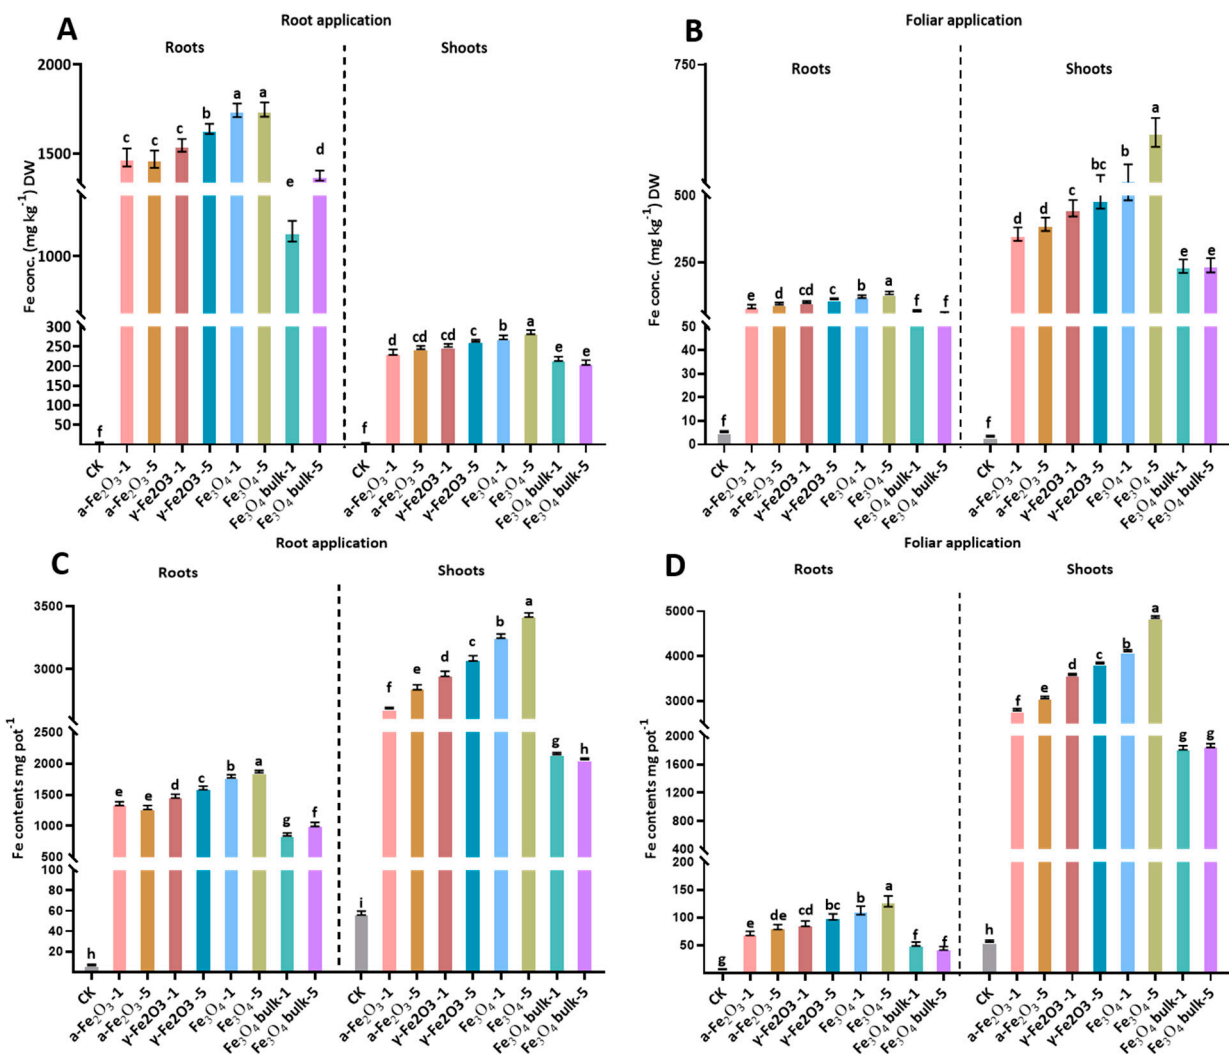 A
Root application
Roots
Shoots
Fe conc. (mg kg⁻¹) DW
2000
1500
1000
300
250
200
150
100
50
f
c
c
c
b
a
a
e
d
f
d
cd
cd
c
b
a
e
e
CK
a-Fe₂O₃-1
a-Fe₂O₃-5
γ-Fe2O3-1
γ-Fe2O3-5
Fe₃O₄-1
Fe₃O₄-5
Fe₃O₄ bulk-1
Fe₃O₄ bulk-5
CK
a-Fe₂O₃-1
a-Fe₂O₃-5
γ-Fe2O3-1
γ-Fe2O3-5
Fe₃O₄-1
Fe₃O₄-5
Fe₃O₄ bulk-1
Fe₃O₄ bulk-5
B
Foliar application
Roots
Shoots
Fe conc. (mg kg⁻¹) DW
750
500
250
50
40
30
20
10
0
f
e
d
cd
c
b
a
f
f
f
d
d
c
bc
b
a
e
e
CK
a-Fe₂O₃-1
a-Fe₂O₃-5
γ-Fe2O3-1
γ-Fe2O3-5
Fe₃O₄-1
Fe₃O₄-5
Fe₃O₄ bulk-1
Fe₃O₄ bulk-5
CK
a-Fe₂O₃-1
a-Fe₂O₃-5
γ-Fe2O3-1
γ-Fe2O3-5
Fe₃O₄-1
Fe₃O₄-5
Fe₃O₄ bulk-1
Fe₃O₄ bulk-5
C
Root application
Roots
Shoots
Fe contents mg pot⁻¹
3500
3000
2500
2000
1500
1000
500
100
80
60
40
20
h
e
e
d
c
b
a
g
f
i
f
e
d
c
b
a
g
h
CK
a-Fe₂O₃-1
a-Fe₂O₃-5
γ-Fe2O3-1
γ-Fe2O3-5
Fe₃O₄-1
Fe₃O₄-5
Fe₃O₄ bulk-1
Fe₃O₄ bulk-5
CK
a-Fe₂O₃-1
a-Fe₂O₃-5
γ-Fe2O3-1
γ-Fe2O3-5
Fe₃O₄-1
Fe₃O₄-5
Fe₃O₄ bulk-1
Fe₃O₄ bulk-5
D
Foliar application
Roots
Shoots
Fe contents mg pot⁻¹
5000
4000
3000
2000
1600
1200
800
400
200
150
100
50
g
e
de
cd
bc
b
a
f
f
h
f
e
d
c
b
a
g
g
CK
a-Fe₂O₃-1
a-Fe₂O₃-5
γ-Fe2O3-1
γ-Fe2O3-5
Fe₃O₄-1
Fe₃O₄-5
Fe₃O₄ bulk-1
Fe₃O₄ bulk-5
CK
a-Fe₂O₃-1
a-Fe₂O₃-5
γ-Fe2O3-1
γ-Fe2O3-5
Fe₃O₄-1
Fe₃O₄-5
Fe₃O₄ bulk-1
Fe₃O₄ bulk-5